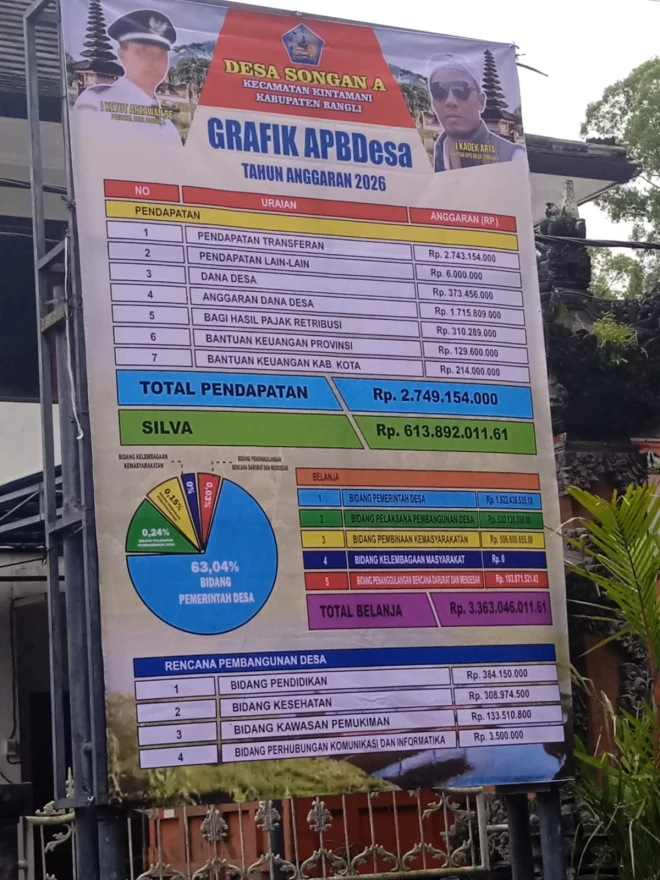 DESA SONGAN A
KECAMATAN KINTAMANI
KABUPATEN BANGLI
I KADEK ARTA
GRAFIK APBDesa
TAHUN ANGGARAN 2026
NO URAIAN ANGGARAN (RP.)
PENDAPATAN
1 PENDAPATAN TRANSFERAN Rp. 2.743.154.000
2 PENDAPATAN LAIN-LAIN Rp. 6.000.000
3 DANA DESA Rp. 373.456.000
4 ANGGARAN DANA DESA Rp. 1.715.809.000
5 BAGI HASIL PAJAK RETRIBUSI Rp. 310.289.000
6 BANTUAN KEUANGAN PROVINSI Rp. 129.600.000
7 BANTUAN KEUANGAN KAB. KOTA Rp. 214.000.000
TOTAL PENDAPATAN Rp. 2.749.154.000
SILVA Rp. 613.892.011.61
BIDANG KELEMBAGAAN
KEMASYARAKATAN
BIDANG PENANGGULANGAN
BENCANA DARURAT DAN MENDESAK
0,15%
0%
0,03%
0,24%
63,04%
BIDANG
PEMERINTAH DESA
BELANJA
1 BIDANG PEMERINTAH DESA
2 BIDANG PELAKSANA PEMBANGUNAN DESA
3 BIDANG PEMBINAAN KEMASYARAKATAN
4 BIDANG KELEMBAGAAN MASYARAKAT Rp. 0
5 BIDANG PENANGGULANGAN BENCANA DARURAT DAN MENDESAK
TOTAL BELANJA Rp. 3.363.046.011.61
RENCANA PEMBANGUNAN DESA
1 BIDANG PENDIDIKAN Rp. 384.150.000
2 BIDANG KESEHATAN Rp. 308.974.500
3 BIDANG KAWASAN PEMUKIMAN Rp. 133.510.800
4 BIDANG PERHUBUNGAN KOMUNIKASI DAN INFORMATIKA Rp. 3.500.000